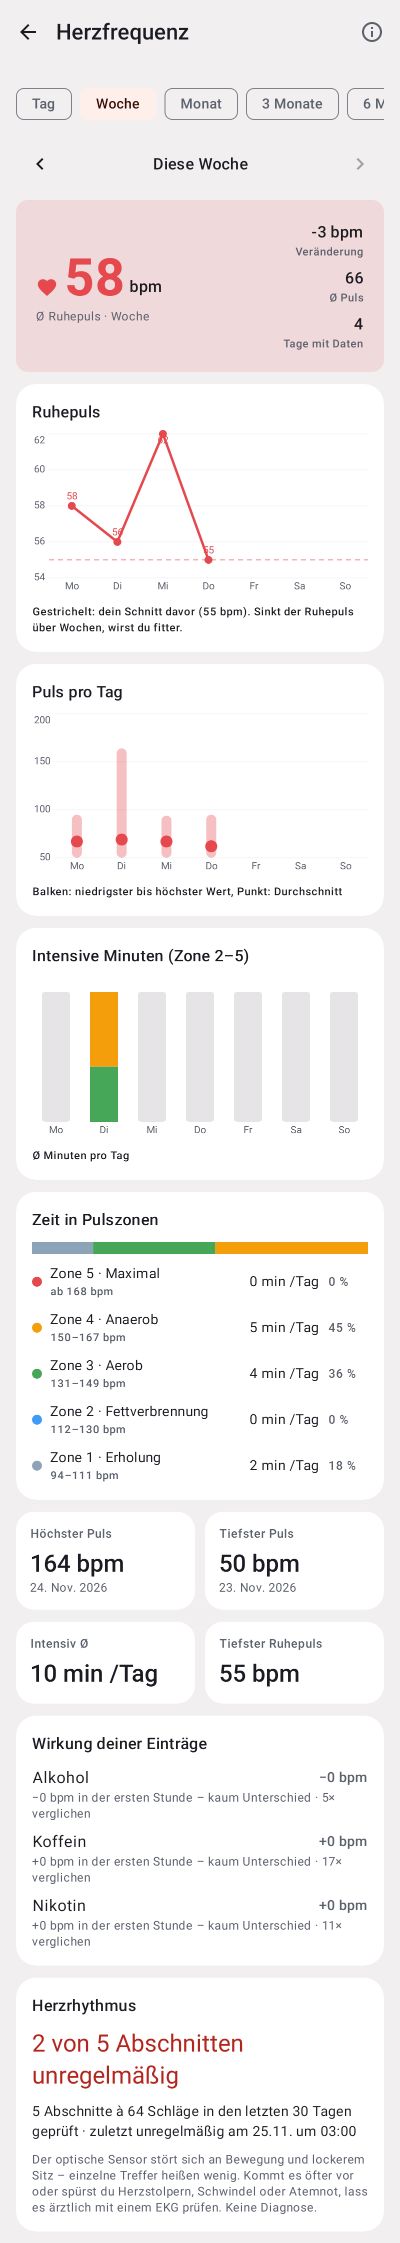 Herzfrequenz
Tag
Woche
Monat
3 Monate
6 M
Diese Woche
58 bpm
Ø Ruhepuls · Woche
-3 bpm
Veränderung
66
Ø Puls
4
Tage mit Daten
Ruhepuls
62
60
58
56
54
58
56
62
55
Mo Di Mi Do Fr Sa So
Gestrichelt: dein Schnitt davor (55 bpm). Sinkt der Ruhepuls
über Wochen, wirst du fitter.
Puls pro Tag
200
150
100
50
Mo Di Mi Do Fr Sa So
Balken: niedrigster bis höchster Wert, Punkt: Durchschnitt
Intensive Minuten (Zone 2–5)
Mo Di Mi Do Fr Sa So
Ø Minuten pro Tag
Zeit in Pulszonen
Zone 5 · Maximal 0 min /Tag 0 %
ab 168 bpm
Zone 4 · Anaerob 5 min /Tag 45 %
150–167 bpm
Zone 3 · Aerob 4 min /Tag 36 %
131–149 bpm
Zone 2 · Fettverbrennung 0 min /Tag 0 %
112–130 bpm
Zone 1 · Erholung 2 min /Tag 18 %
94–111 bpm
Höchster Puls
164 bpm
24. Nov. 2026
Tiefster Puls
50 bpm
23. Nov. 2026
Intensiv Ø
10 min /Tag
Tiefster Ruhepuls
55 bpm
Wirkung deiner Einträge
Alkohol −0 bpm
−0 bpm in der ersten Stunde – kaum Unterschied · 5×
verglichen
Koffein +0 bpm
+0 bpm in der ersten Stunde – kaum Unterschied · 17×
verglichen
Nikotin +0 bpm
+0 bpm in der ersten Stunde – kaum Unterschied · 11×
verglichen
Herzrhythmus
2 von 5 Abschnitten
unregelmäßig
5 Abschnitte à 64 Schläge in den letzten 30 Tagen
geprüft · zuletzt unregelmäßig am 25.11. um 03:00
Der optische Sensor stört sich an Bewegung und lockerem
Sitz – einzelne Treffer heißen wenig. Kommt es öfter vor
oder spürst du Herzstolpern, Schwindel oder Atemnot, lass
es ärztlich mit einem EKG prüfen. Keine Diagnose.